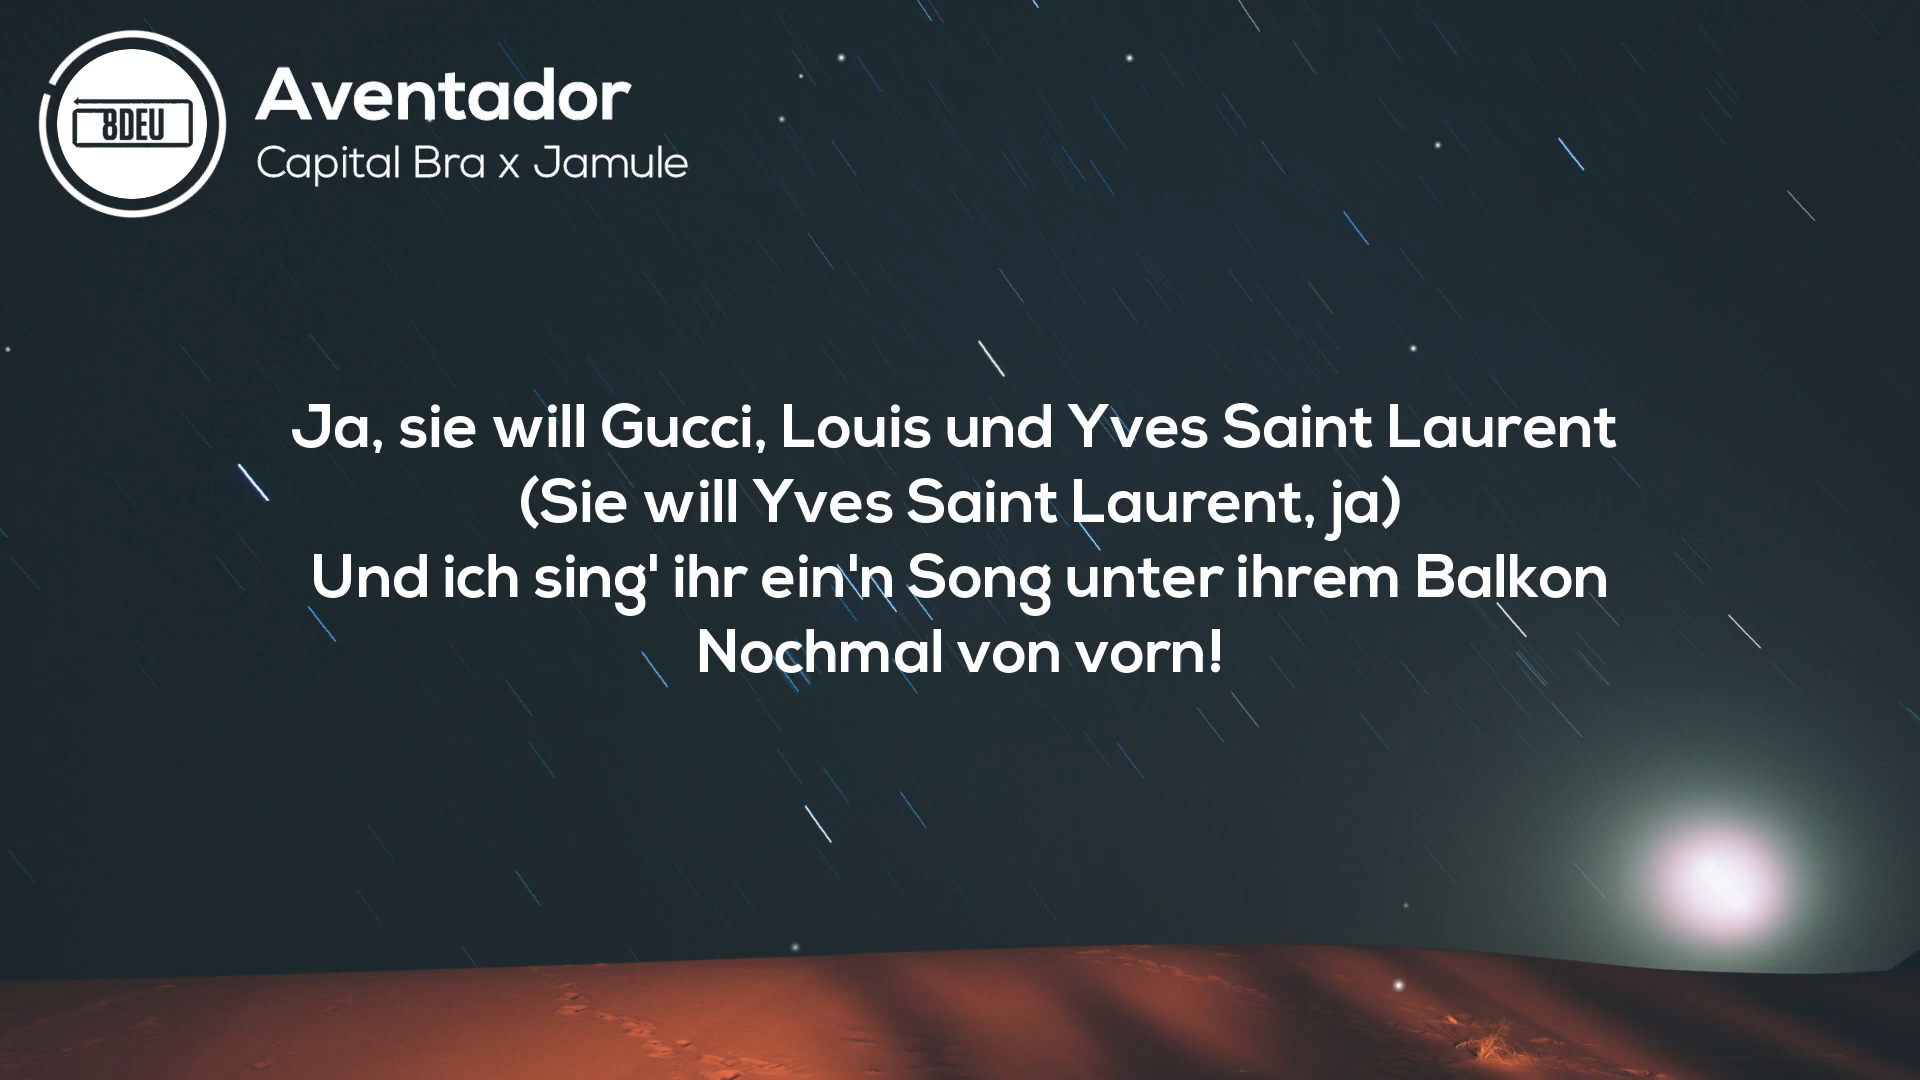 8DEU
Aventador
Capital Bra x Jamule
Ja, sie will Gucci, Louis und Yves Saint Laurent
(Sie will Yves Saint Laurent, ja)
Und ich sing' ihr ein'n Song unter ihrem Balkon
Nochmal von vorn!